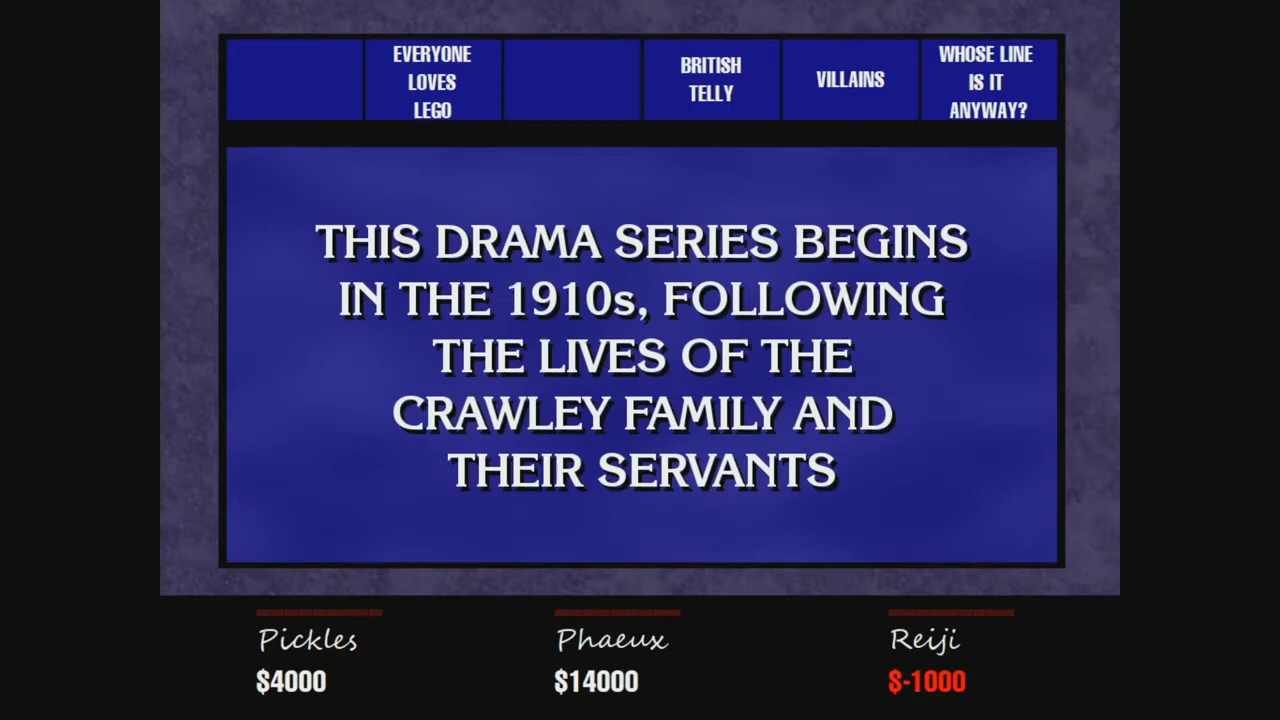 EVERYONE
LOVES
LEGO
BRITISH
TELLY
VILLAINS
WHOSE LINE
IS IT
ANYWAY?
THIS DRAMA SERIES BEGINS
IN THE 1910s, FOLLOWING
THE LIVES OF THE
CRAWLEY FAMILY AND
THEIR SERVANTS
Pickles
Phaeux
Reiji
$4000
$14000
$-1000